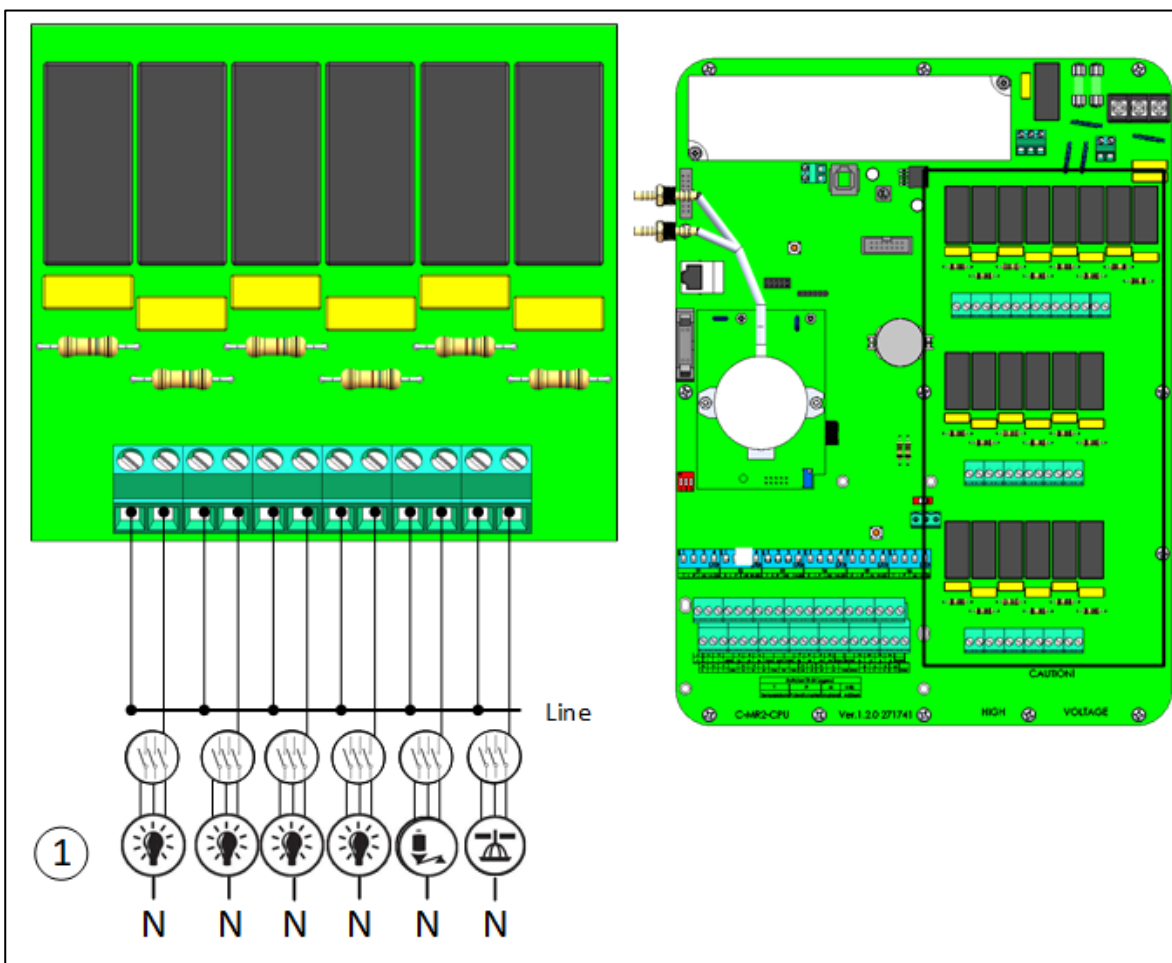 Line
1
N N N N N N
CAUTION!
C-MR2-CPU Ver.1.2.0 271741 HIGH VOLTAGE